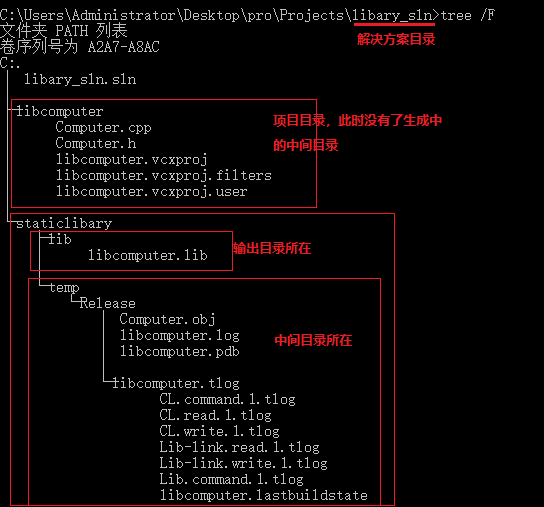 C:\Users\Administrator\Desktop\pro\Projects\libary_sln>tree /F
文件夹 PATH 列表
解决方案目录
卷序列号为 A2A7-A8AC
C:.
libary_sln.sln
libcomputer
项目目录，此时没有了生成中
Computer.cpp
Computer.h
的中间目录
libcomputer.vcxproj
libcomputer.vcxproj.filters
libcomputer.vcxproj.user
staticlibary
lib
输出目录所在
libcomputer.lib
temp
Release
Computer.obj
libcomputer.log
中间目录所在
libcomputer.pdb
libcomputer.tlog
CL.command.1.tlog
CL.read.1.tlog
CL.write.1.tlog
Lib-link.read.1.tlog
Lib-link.write.1.tlog
Lib.command.1.tlog
libcomputer.lastbuildstate